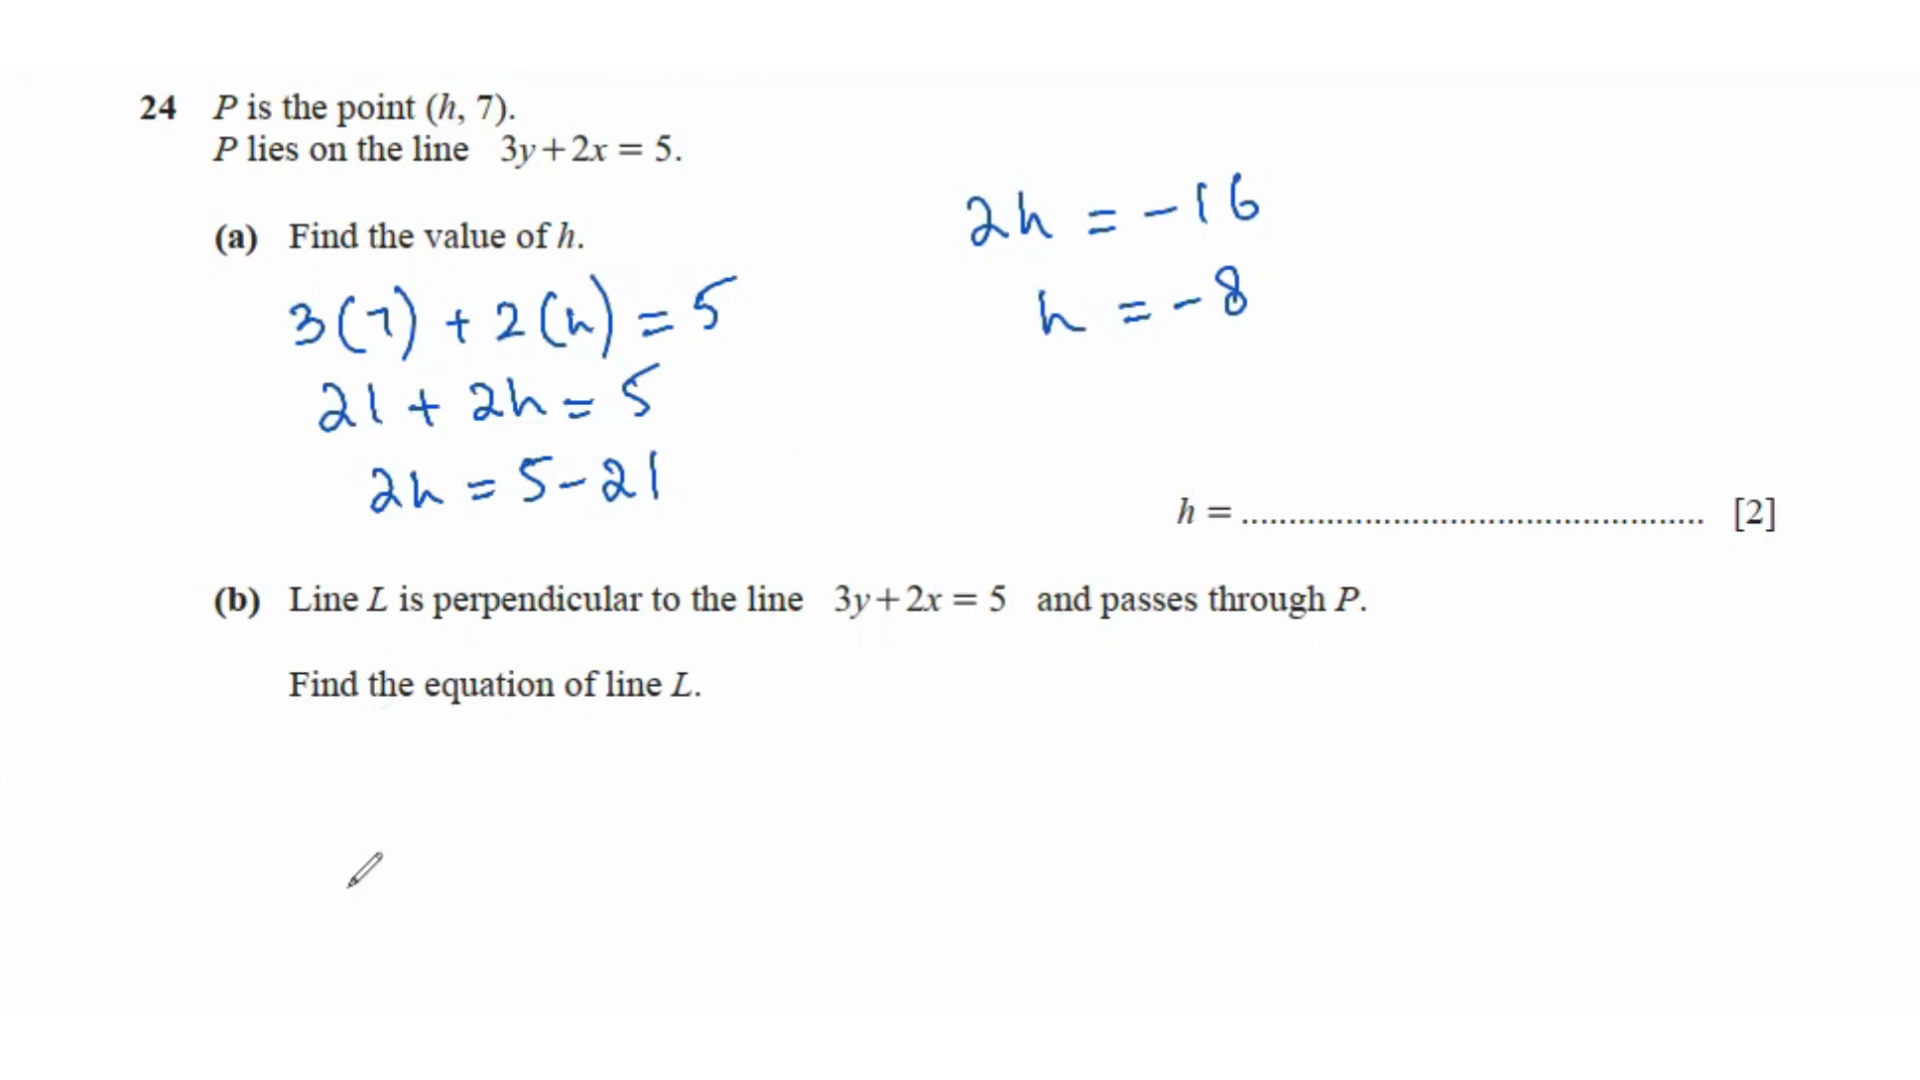 24 P is the point (h, 7).
P lies on the line 3y+2x = 5.
(a) Find the value of h.
3(7) + 2(h) = 5
21 + 2h = 5
2h = 5-21
2h = -16
h = -8
h = ................................................ [2]
(b) Line L is perpendicular to the line 3y+2x = 5 and passes through P.
Find the equation of line L.